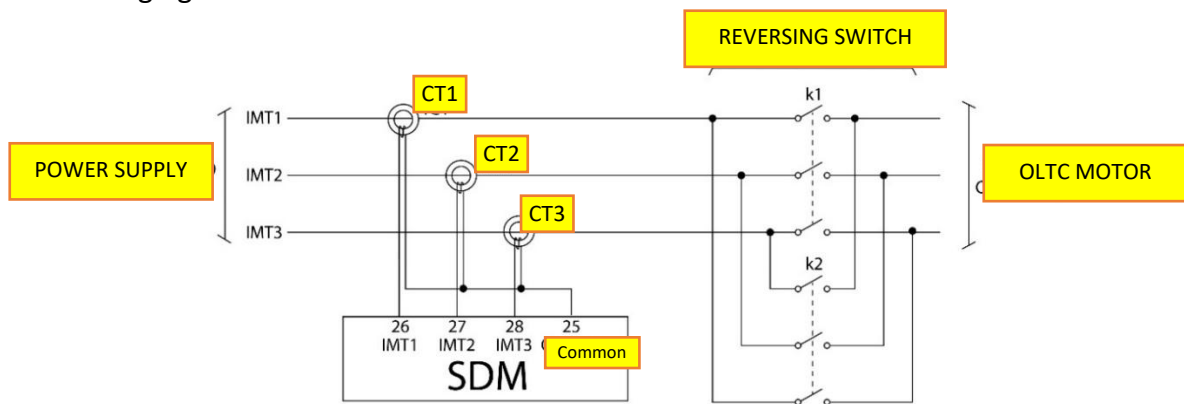 REVERSING SWITCH
CT1
k1
IMT1
CT2
POWER SUPPLY
IMT2
OLTC MOTOR
CT3
IMT3
k2
26 27 28 25
IMT1 IMT2 IMT3 Common
SDM